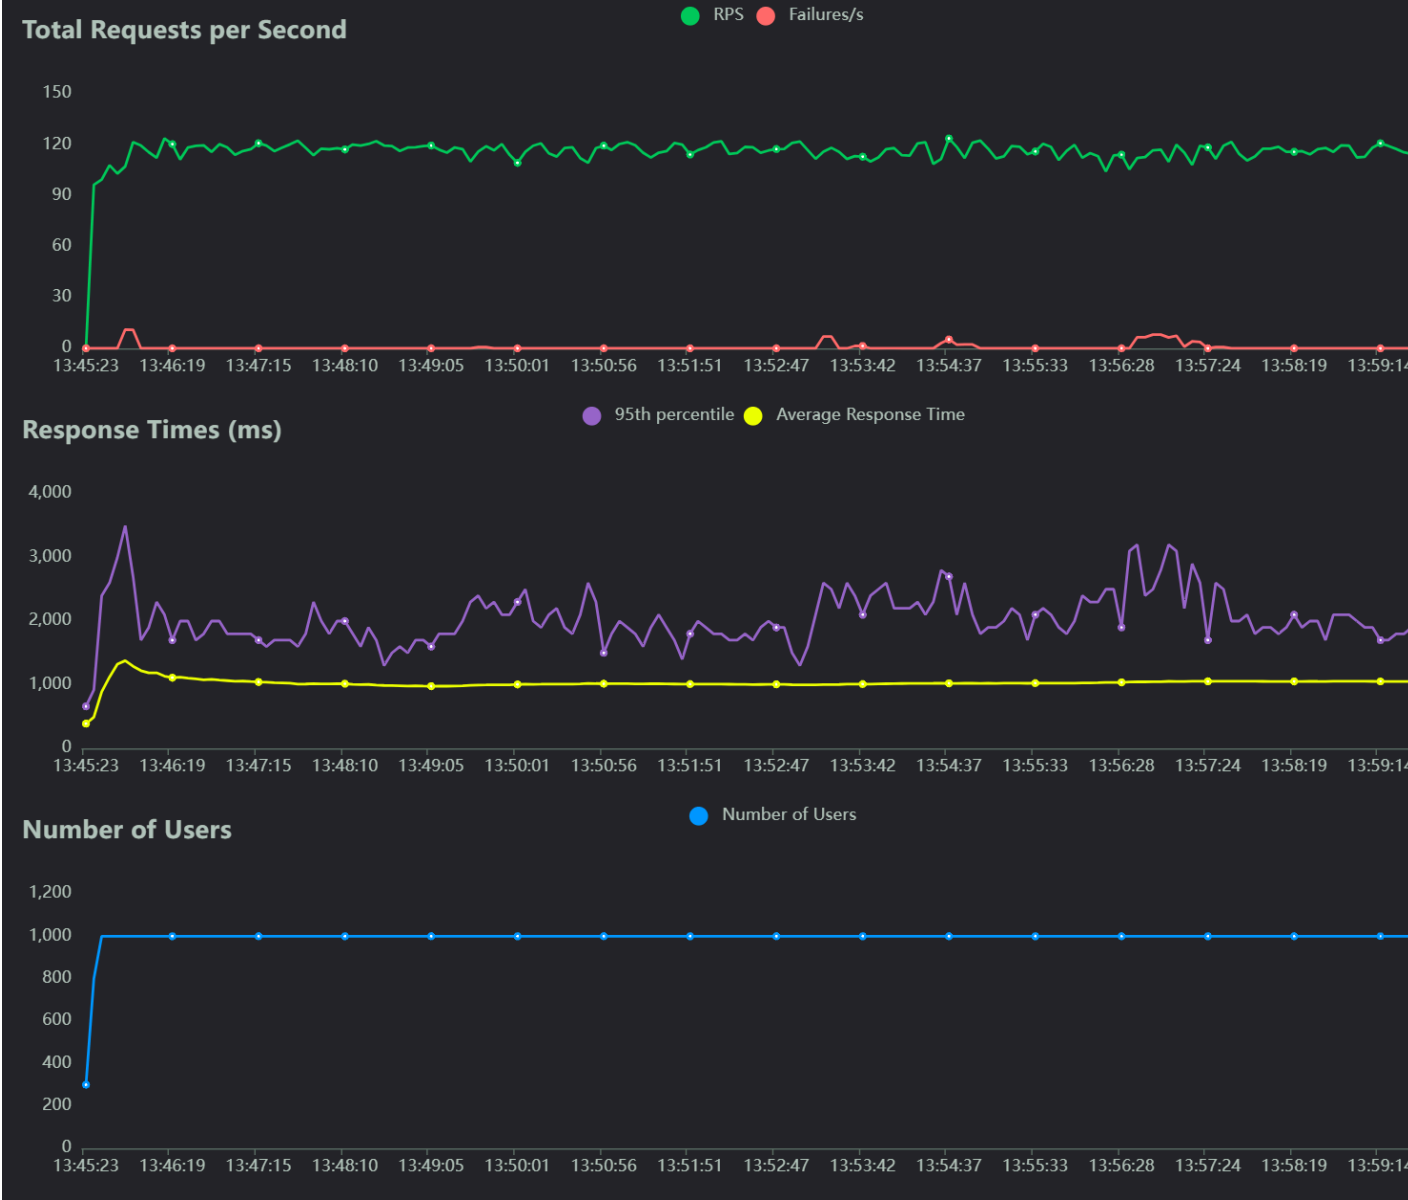 Total Requests per Second
RPS Failures/s
150
120
90
60
30
0
13:45:23 13:46:19 13:47:15 13:48:10 13:49:05 13:50:01 13:50:56 13:51:51 13:52:47 13:53:42 13:54:37 13:55:33 13:56:28 13:57:24 13:58:19 13:59:14
Response Times (ms)
95th percentile Average Response Time
4,000
3,000
2,000
1,000
0
13:45:23 13:46:19 13:47:15 13:48:10 13:49:05 13:50:01 13:50:56 13:51:51 13:52:47 13:53:42 13:54:37 13:55:33 13:56:28 13:57:24 13:58:19 13:59:14
Number of Users
Number of Users
1,200
1,000
800
600
400
200
0
13:45:23 13:46:19 13:47:15 13:48:10 13:49:05 13:50:01 13:50:56 13:51:51 13:52:47 13:53:42 13:54:37 13:55:33 13:56:28 13:57:24 13:58:19 13:59:14